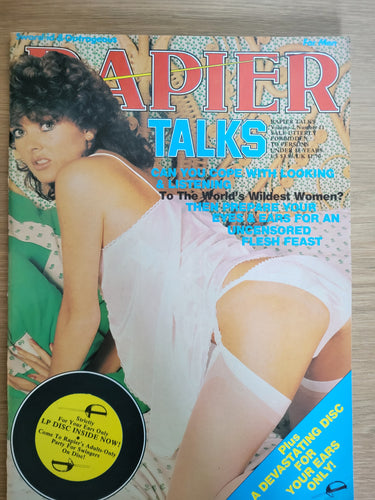 For Men
RAPIER
TALKS
RAPIER TALKS
SALE UTTERLY
FORBIDDEN
TO PERSONS
UNDER 18 YEARS
CAN YOU COPE WITH LOOKING
& LISTENING
To The World's Wildest Women?
THEN PREPARE YOUR
EYES & EARS FOR AN
UNCENSORED
FLESH FEAST
Strictly
For Your Ears Only
LP DISC INSIDE NOW!
Come To Rapier's Adults-Only
Party For Swingers
On Disc!
Plus
A DEVASTATING DISC
FOR
YOUR EARS
ONLY!